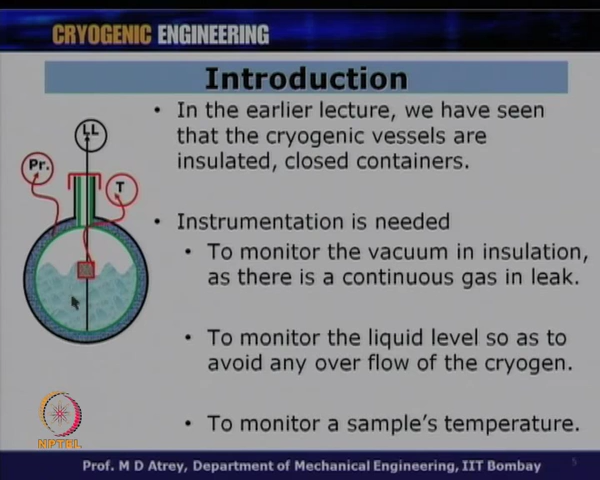 CRYOGENIC ENGINEERING
Introduction
• In the earlier lecture, we have seen
that the cryogenic vessels are
insulated, closed containers.
LL
Pr.
T
• Instrumentation is needed
• To monitor the vacuum in insulation,
as there is a continuous gas in leak.
• To monitor the liquid level so as to
avoid any over flow of the cryogen.
• To monitor a sample's temperature.
NPTEL
Prof. M D Atrey, Department of Mechanical Engineering, IIT Bombay
5